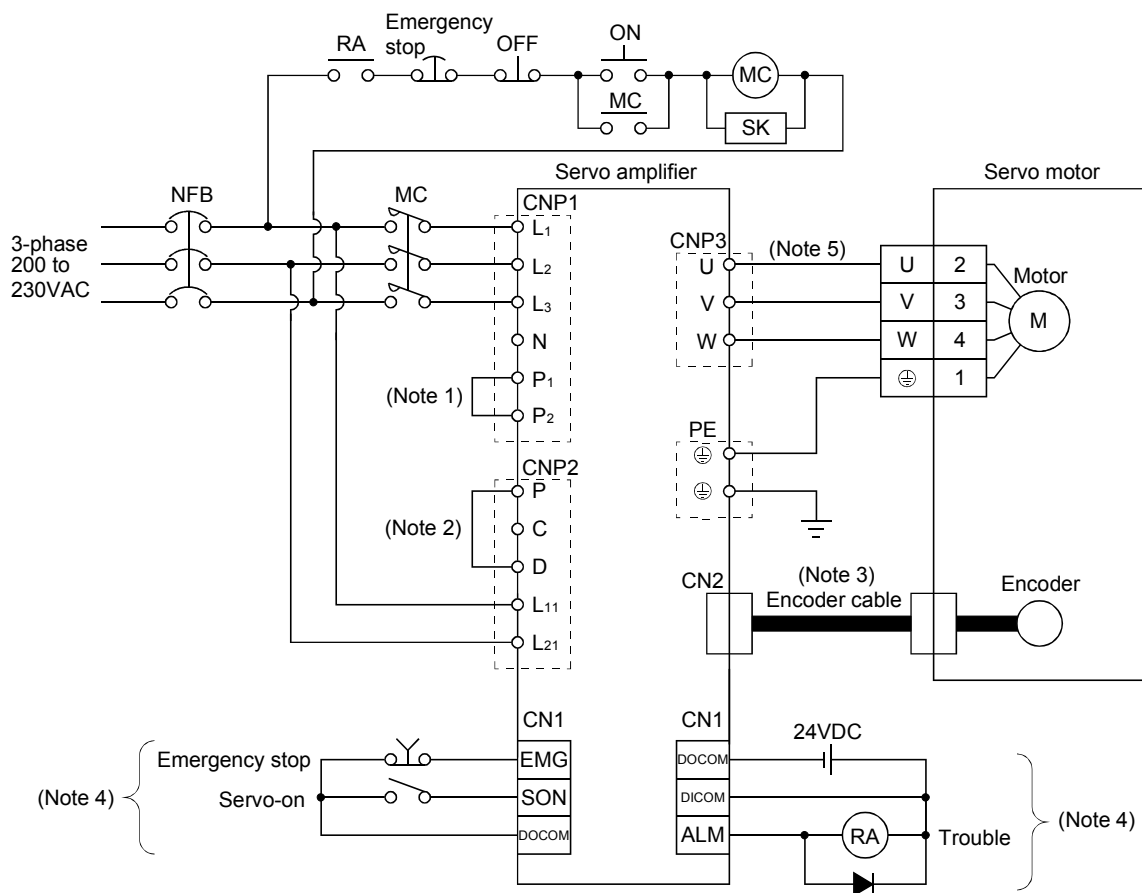 RA
Emergency
stop
OFF
ON
MC
MC
SK
NFB
MC
3-phase
200 to
230VAC
Servo amplifier
Servo motor
CNP1
L1
L2
L3
N
P1
P2
(Note 1)
CNP2
P
C
D
L11
L21
(Note 2)
CNP3
U
V
W
(Note 5)
U 2
V 3
W 4
1
Motor
M
PE
CN2
(Note 3)
Encoder cable
Encoder
CN1
EMG
SON
DOCOM
Emergency stop
Servo-on
(Note 4)
CN1
DOCOM
DICOM
ALM
24VDC
RA
Trouble
(Note 4)